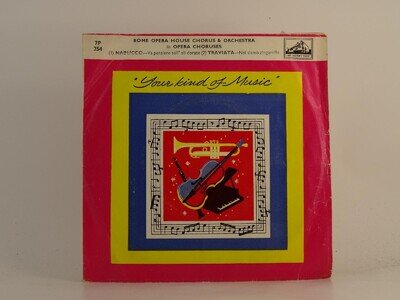 7P
254
ROME OPERA HOUSE CHORUS & ORCHESTRA
OPERA CHORUSES
(1) NABUCCO—Va pensiero sull' ali dorate (2) TRAVIATA—Noi siamo zingarelle
"Your kind of Music"